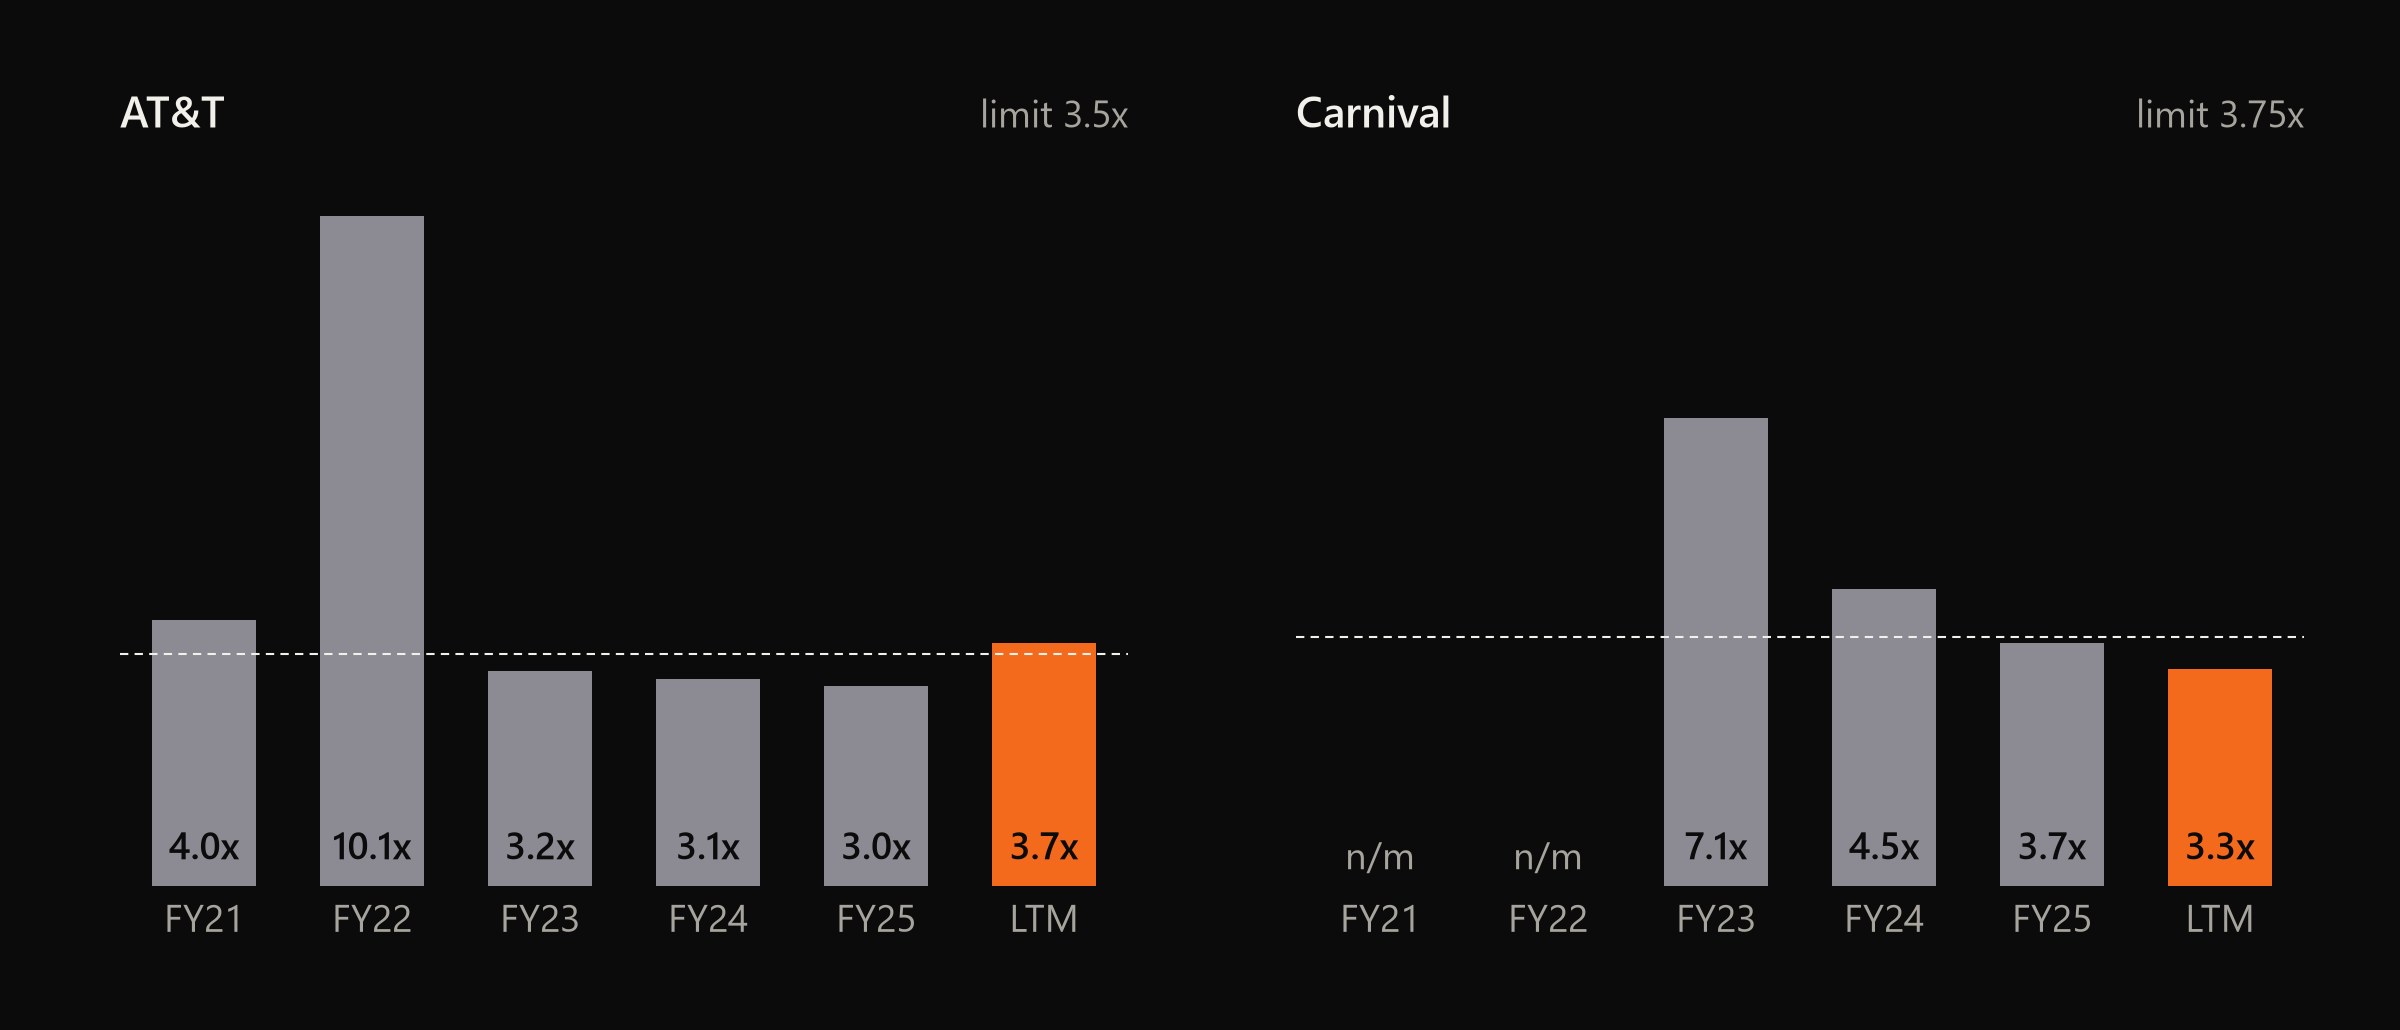 AT&T
limit 3.5x
4.0x 10.1x 3.2x 3.1x 3.0x 3.7x
FY21 FY22 FY23 FY24 FY25 LTM
Carnival
limit 3.75x
n/m n/m 7.1x 4.5x 3.7x 3.3x
FY21 FY22 FY23 FY24 FY25 LTM